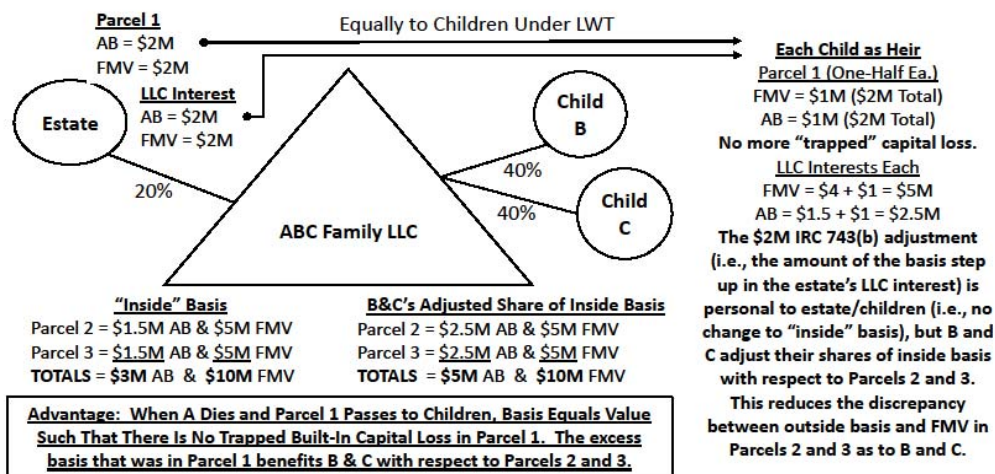 Parcel 1
AB = $2M
FMV = $2M
Equally to Children Under LWT
LLC Interest
AB = $2M
FMV = $2M
Estate
20%
ABC Family LLC
Child
B
40%
40%
Child
C
Each Child as Heir
Parcel 1 (One-Half Ea.)
FMV = $1M ($2M Total)
AB = $1M ($2M Total)
No more “trapped” capital loss.
LLC Interests Each
FMV = $4 + $1 = $5M
AB = $1.5 + $1 = $2.5M
The $2M IRC 743(b) adjustment
(i.e., the amount of the basis step
up in the estate’s LLC interest) is
personal to estate/children (i.e., no
change to “inside” basis), but B and
C adjust their shares of inside basis
with respect to Parcels 2 and 3.
This reduces the discrepancy
between outside basis and FMV in
Parcels 2 and 3 as to B and C.
“Inside” Basis
Parcel 2 = $1.5M AB & $5M FMV
Parcel 3 = $1.5M AB & $5M FMV
TOTALS = $3M AB & $10M FMV
B&C’s Adjusted Share of Inside Basis
Parcel 2 = $2.5M AB & $5M FMV
Parcel 3 = $2.5M AB & $5M FMV
TOTALS = $5M AB & $10M FMV
Advantage: When A Dies and Parcel 1 Passes to Children, Basis Equals Value
Such That There Is No Trapped Built-In Capital Loss in Parcel 1. The excess
basis that was in Parcel 1 benefits B & C with respect to Parcels 2 and 3.